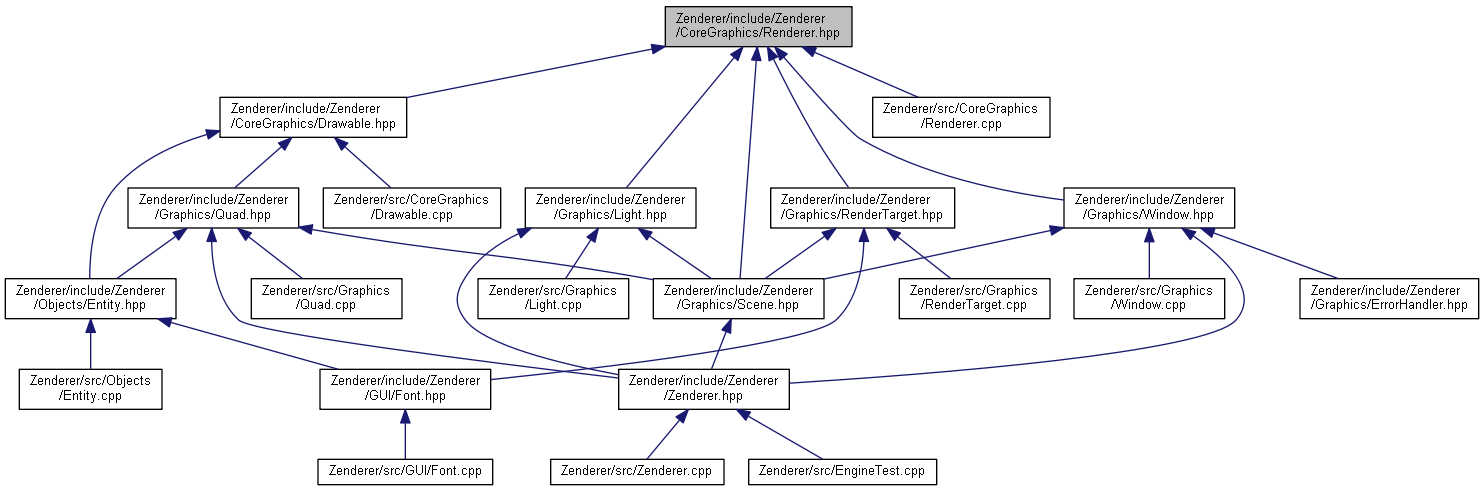 Zenderer/include/Zenderer
/CoreGraphics/Renderer.hpp
Zenderer/include/Zenderer
/CoreGraphics/Drawable.hpp
Zenderer/src/CoreGraphics
/Renderer.cpp
Zenderer/include/Zenderer
/Graphics/Quad.hpp
Zenderer/src/CoreGraphics
/Drawable.cpp
Zenderer/include/Zenderer
/Graphics/Light.hpp
Zenderer/include/Zenderer
/Graphics/RenderTarget.hpp
Zenderer/include/Zenderer
/Graphics/Window.hpp
Zenderer/include/Zenderer
/Objects/Entity.hpp
Zenderer/src/Graphics
/Quad.cpp
Zenderer/src/Graphics
/Light.cpp
Zenderer/include/Zenderer
/Graphics/Scene.hpp
Zenderer/src/Graphics
/RenderTarget.cpp
Zenderer/src/Graphics
/Window.cpp
Zenderer/include/Zenderer
/Graphics/ErrorHandler.hpp
Zenderer/src/Objects
/Entity.cpp
Zenderer/include/Zenderer
/GUI/Font.hpp
Zenderer/include/Zenderer
/Zenderer.hpp
Zenderer/src/GUI/Font.cpp
Zenderer/src/Zenderer.cpp
Zenderer/src/EngineTest.cpp